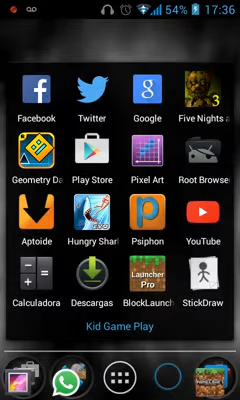 54% 17:36
Facebook Twitter Google Five Nights a
3
Geometry Da Play Store Pixel Art Root Browser
Aptoide Hungry Shark Psiphon YouTube
Launcher
Pro
Calculadora Descargas BlockLaunch StickDraw
Kid Game Play